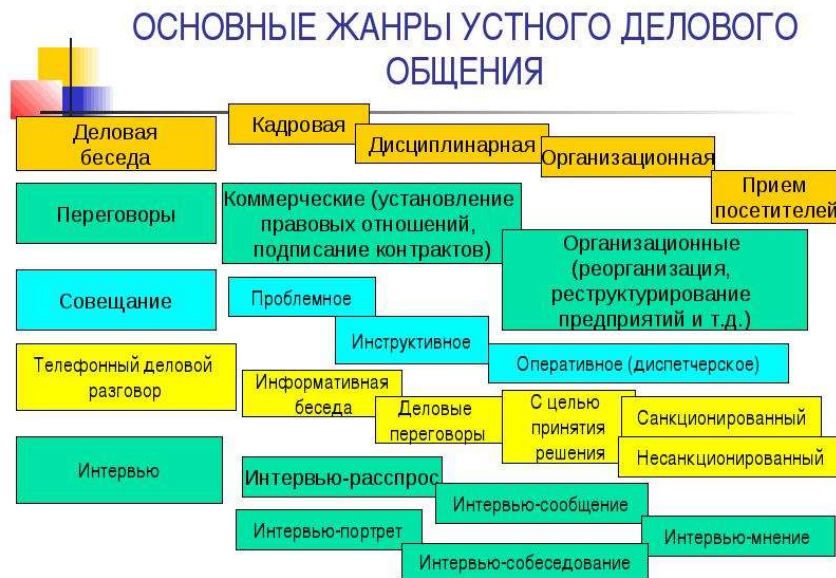 ОСНОВНЫЕ ЖАНРЫ УСТНОГО ДЕЛОВОГО
ОБЩЕНИЯ
Деловая
беседа
Кадровая
Дисциплинарная
Организационная
Прием
посетителей
Переговоры
Коммерческие (установление
правовых отношений,
подписание контрактов)
Организационные
(реорганизация,
реструктурирование
предприятий и т.д.)
Совещание
Проблемное
Инструктивное
Оперативное (диспетчерское)
Телефонный деловой
разговор
Информативная
беседа
Деловые
переговоры
С целью
принятия
решения
Санкционированный
Несанкционированный
Интервью
Интервью-расспрос
Интервью-сообщение
Интервью-портрет
Интервью-мнение
Интервью-собеседование